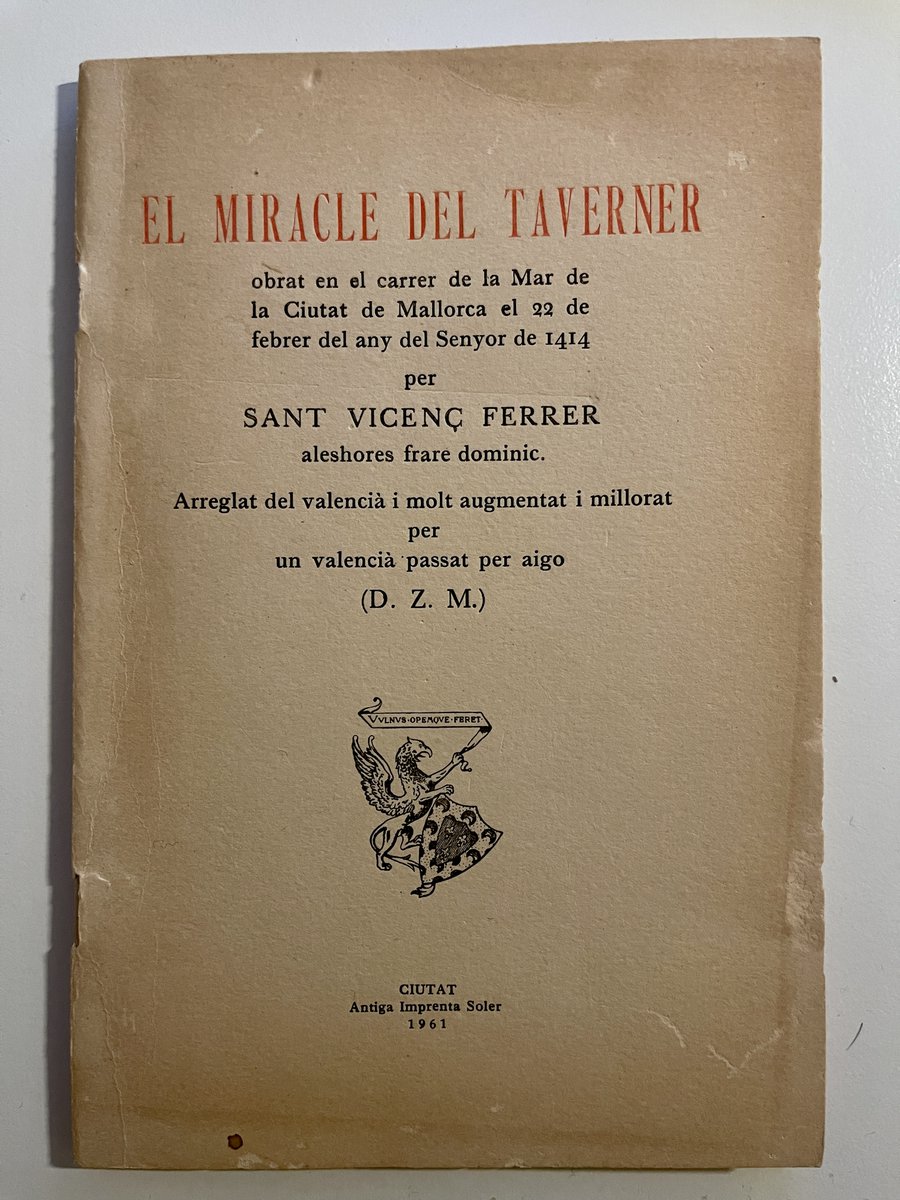 EL MIRACLE DEL TAVERNER
obrat en el carrer de la Mar de
la Ciutat de Mallorca el 22 de
febrer del any del Senyor de 1414
per
SANT VICENÇ FERRER
aleshores frare dominic.
Arreglat del valencià i molt augmentat i millorat
per
un valencià passat per aigo
(D. Z. M.)
VVLNVS·OPEMQVE·FERET
CIUTAT
Antiga Imprenta Soler
1961